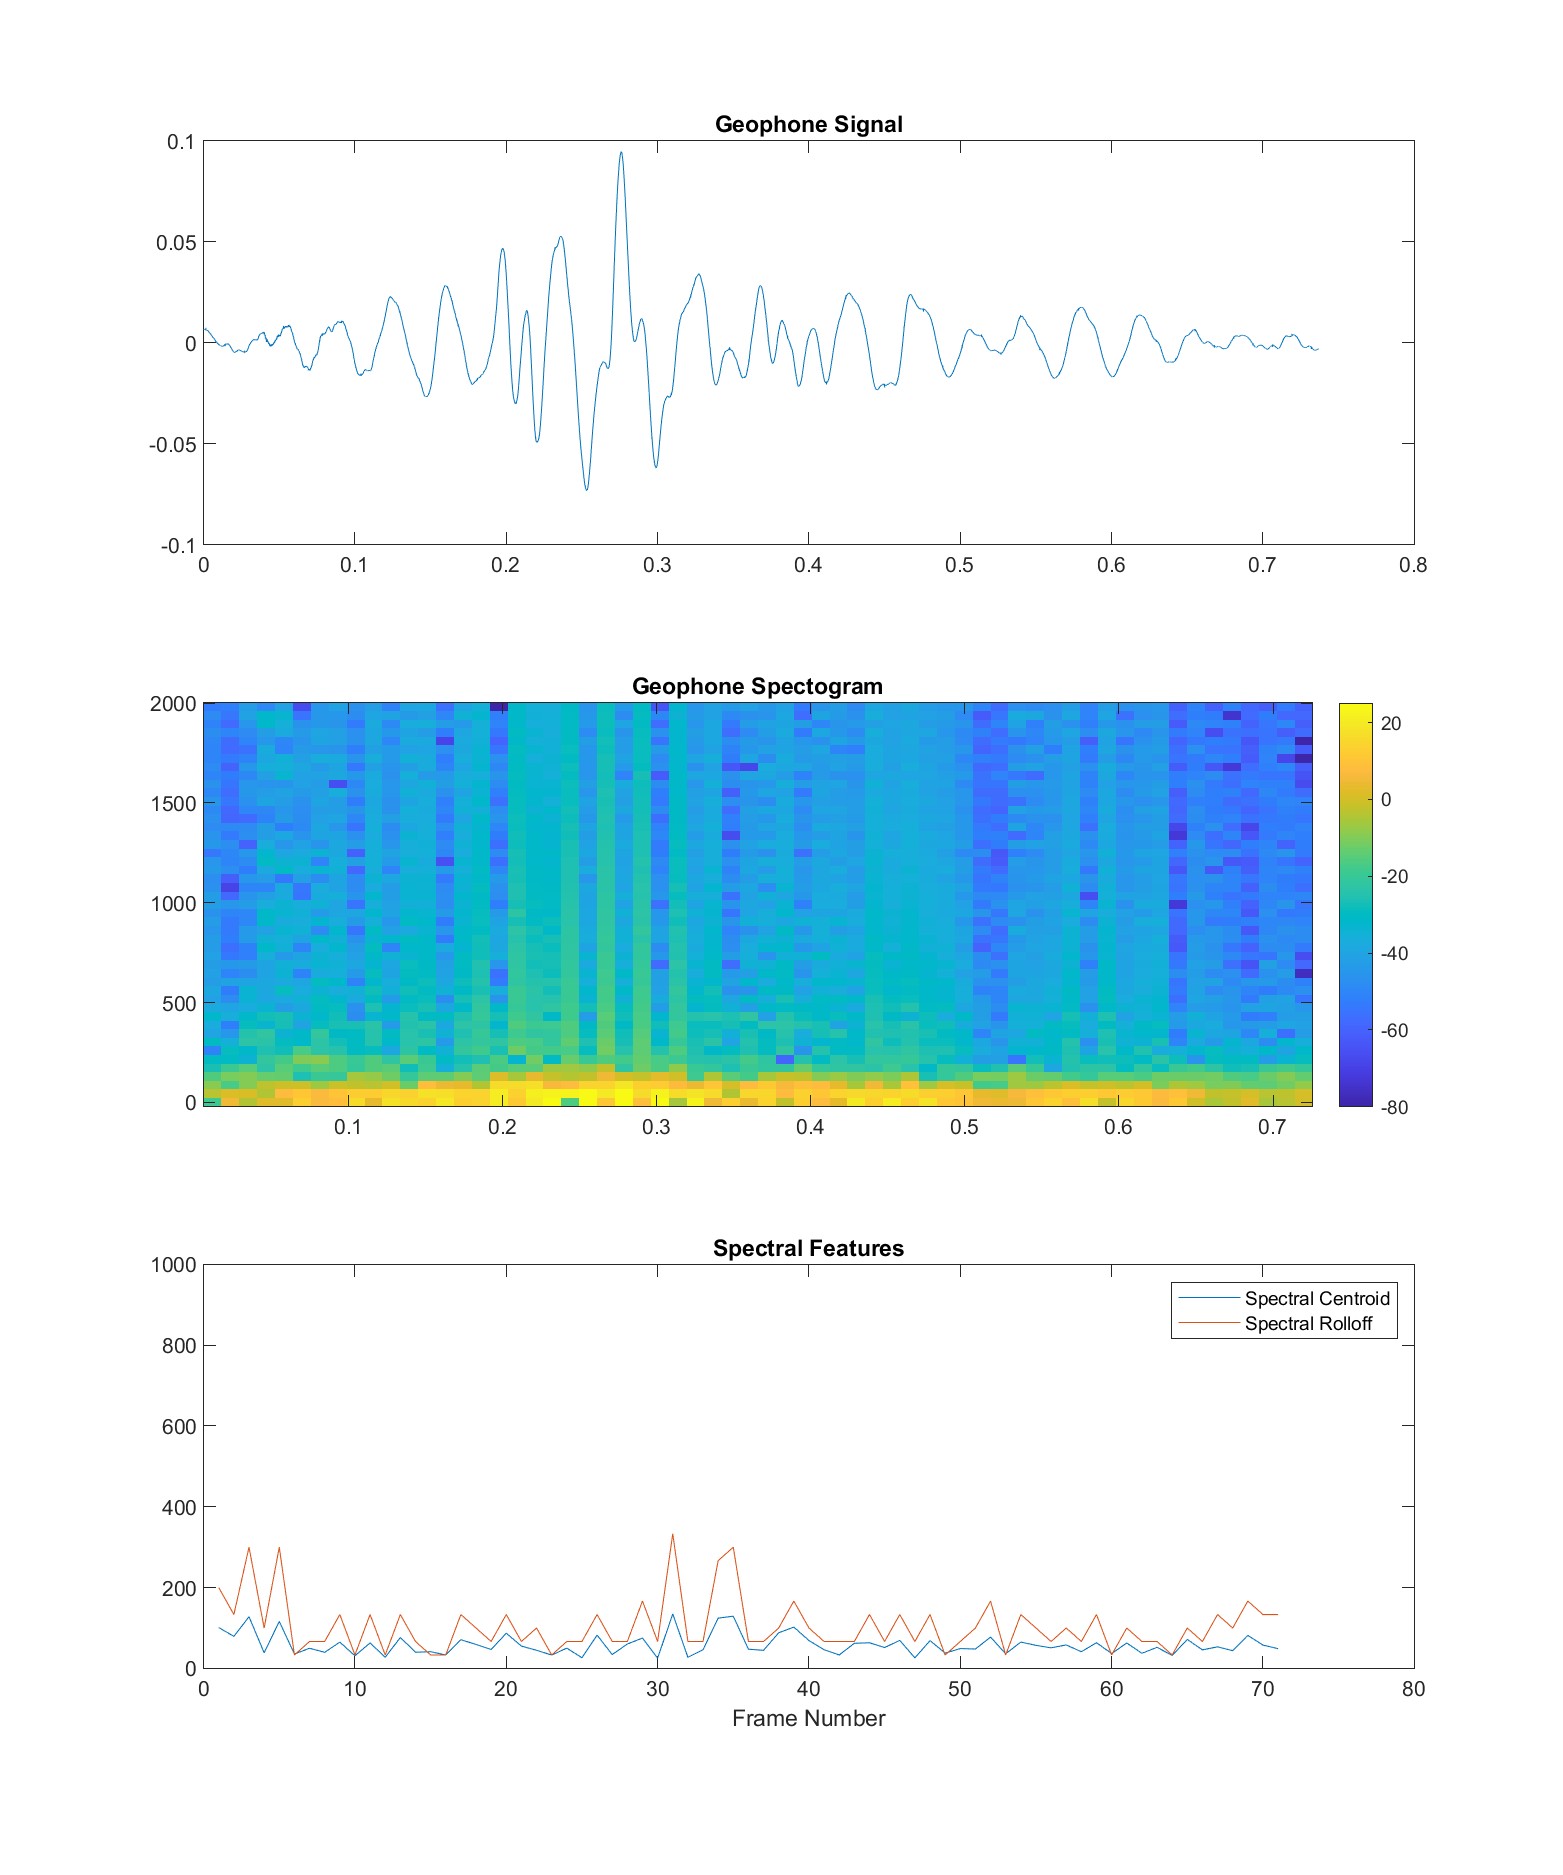 Geophone Signal
0.1
0.05
0
-0.05
-0.1
0 0.1 0.2 0.3 0.4 0.5 0.6 0.7 0.8
Geophone Spectogram
2000
1500
1000
500
0
0.1 0.2 0.3 0.4 0.5 0.6 0.7
20
0
-20
-40
-60
-80
Spectral Features
1000
800
600
400
200
0
0 10 20 30 40 50 60 70 80
Frame Number
Spectral Centroid
Spectral Rolloff